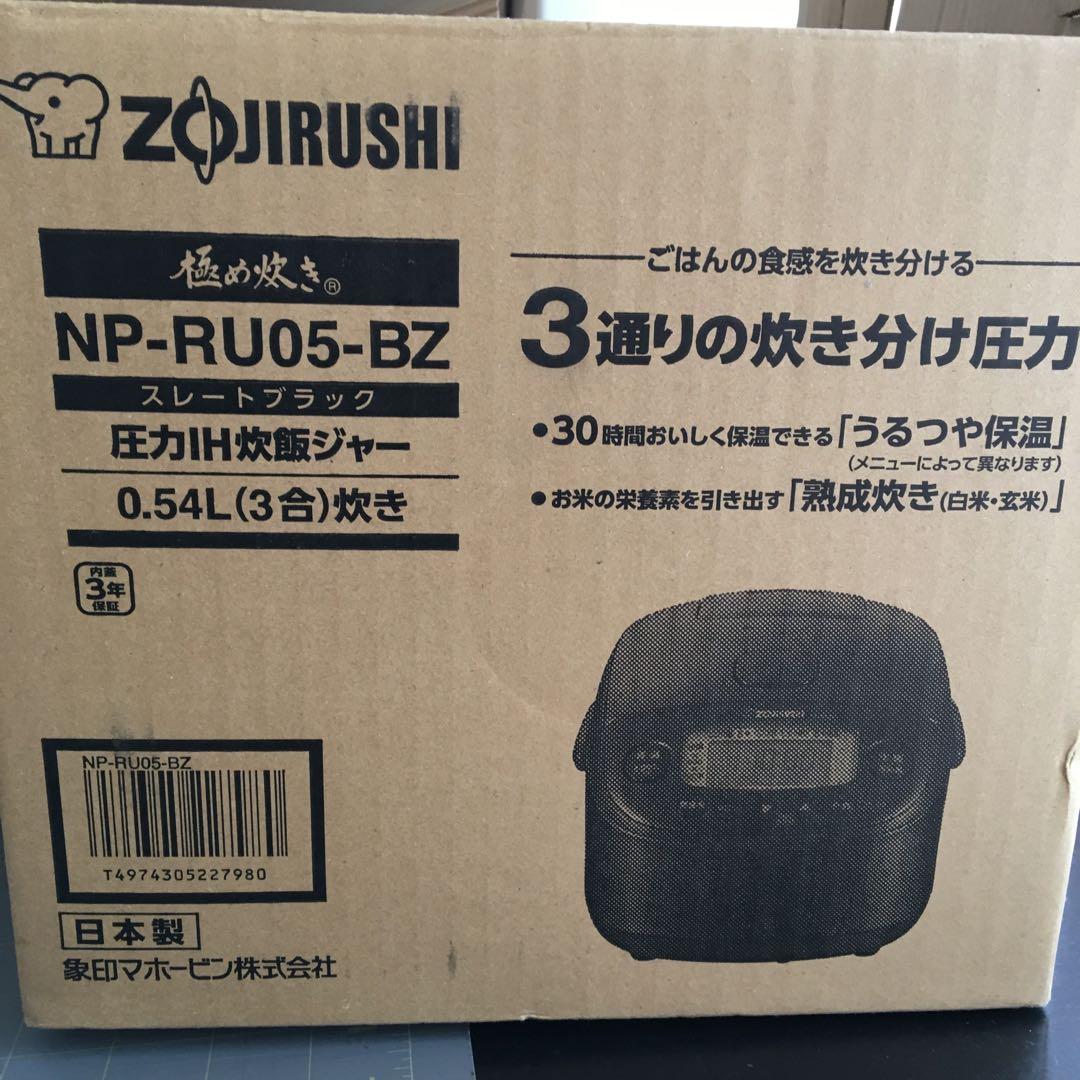 ZOJIRUSHI
極め炊き®
NP-RU05-BZ
スレートブラック
圧力IH炊飯ジャー
0.54L(3合)炊き
内釜
3年
保証
ごはんの食感を炊き分ける
3通りの炊き分け圧力
•30時間おいしく保温できる「うるつや保温」
(メニューによって異なります)
•お米の栄養素を引き出す「熟成炊き(白米・玄米)」
ZOJIRUSHI
NP-RU05-BZ
T4974305227980
日本製
象印マホービン株式会社